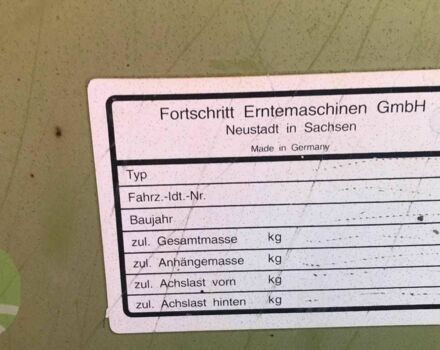 Fortschritt Erntemaschinen GmbH
Neustadt in Sachsen
Made in Germany
Typ
Fahrz.-Idt.-Nr.
Baujahr
zul. Gesamtmasse kg
zul. Anhängemasse kg
zul. Achslast vorn kg
zul. Achslast hinten kg